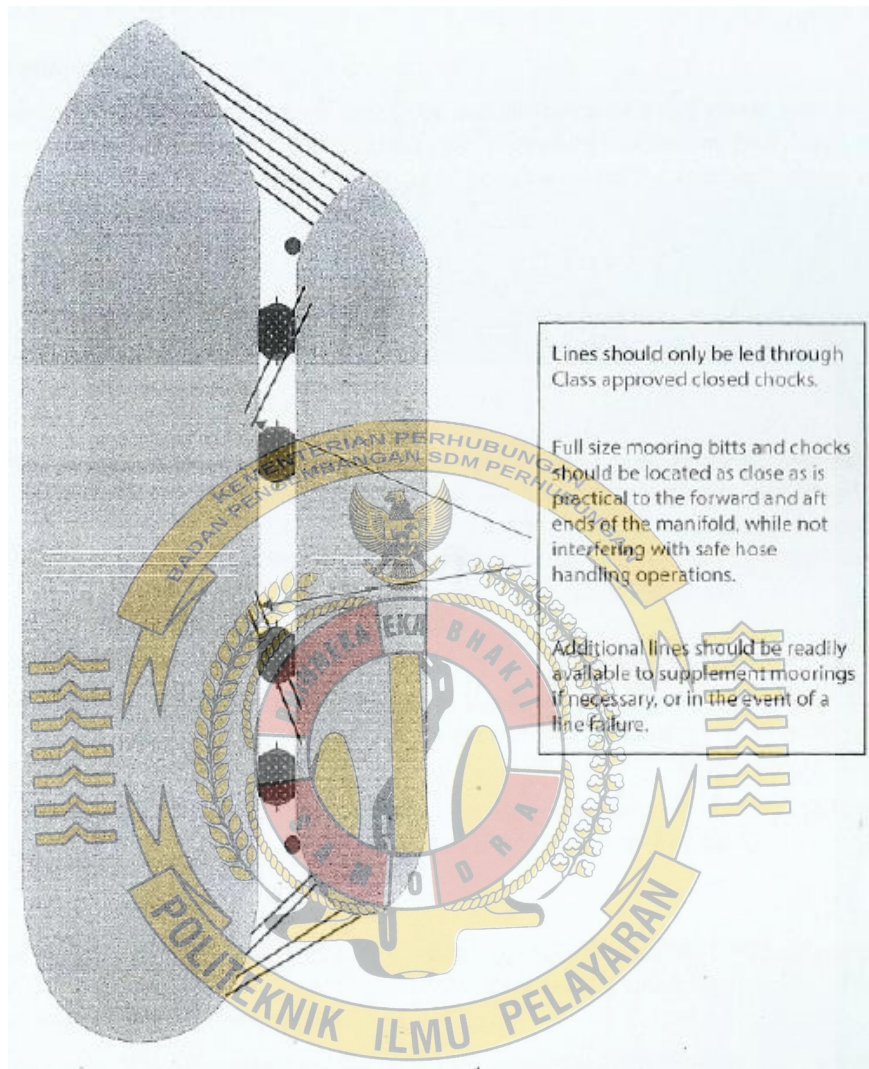 Lines should only be led through
Class approved closed chocks.
Full size mooring bitts and chocks
should be located as close as is
practical to the forward and aft
ends of the manifold, while not
interfering with safe hose
handling operations.
Additional lines should be readily
available to supplement moorings
if necessary, or in the event of a
line failure.
KEMENTERIAN PERHUBUNGAN
BADAN PENGEMBANGAN SDM PERHUBUNGAN
EKA BHAKTI
SAMODRA
POLITEKNIK ILMU PELAYARAN